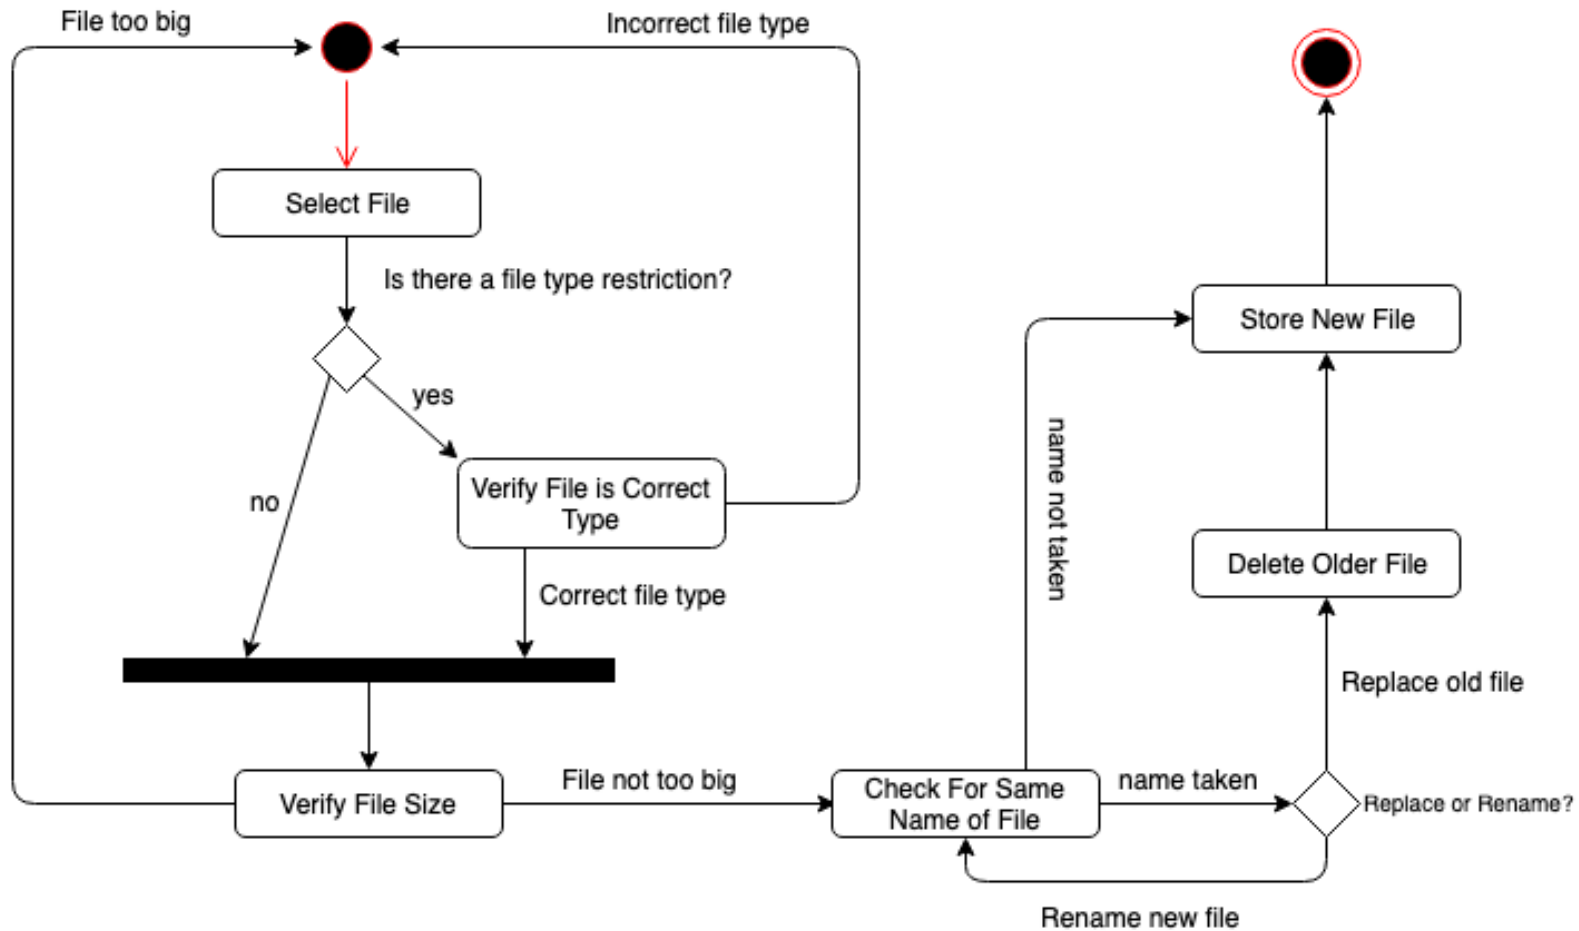 File too big
Incorrect file type
Select File
Is there a file type restriction?
yes
no
Verify File is Correct
Type
Correct file type
Verify File Size
File not too big
Check For Same
Name of File
name not taken
name taken
Replace or Rename?
Rename new file
Replace old file
Delete Older File
Store New File